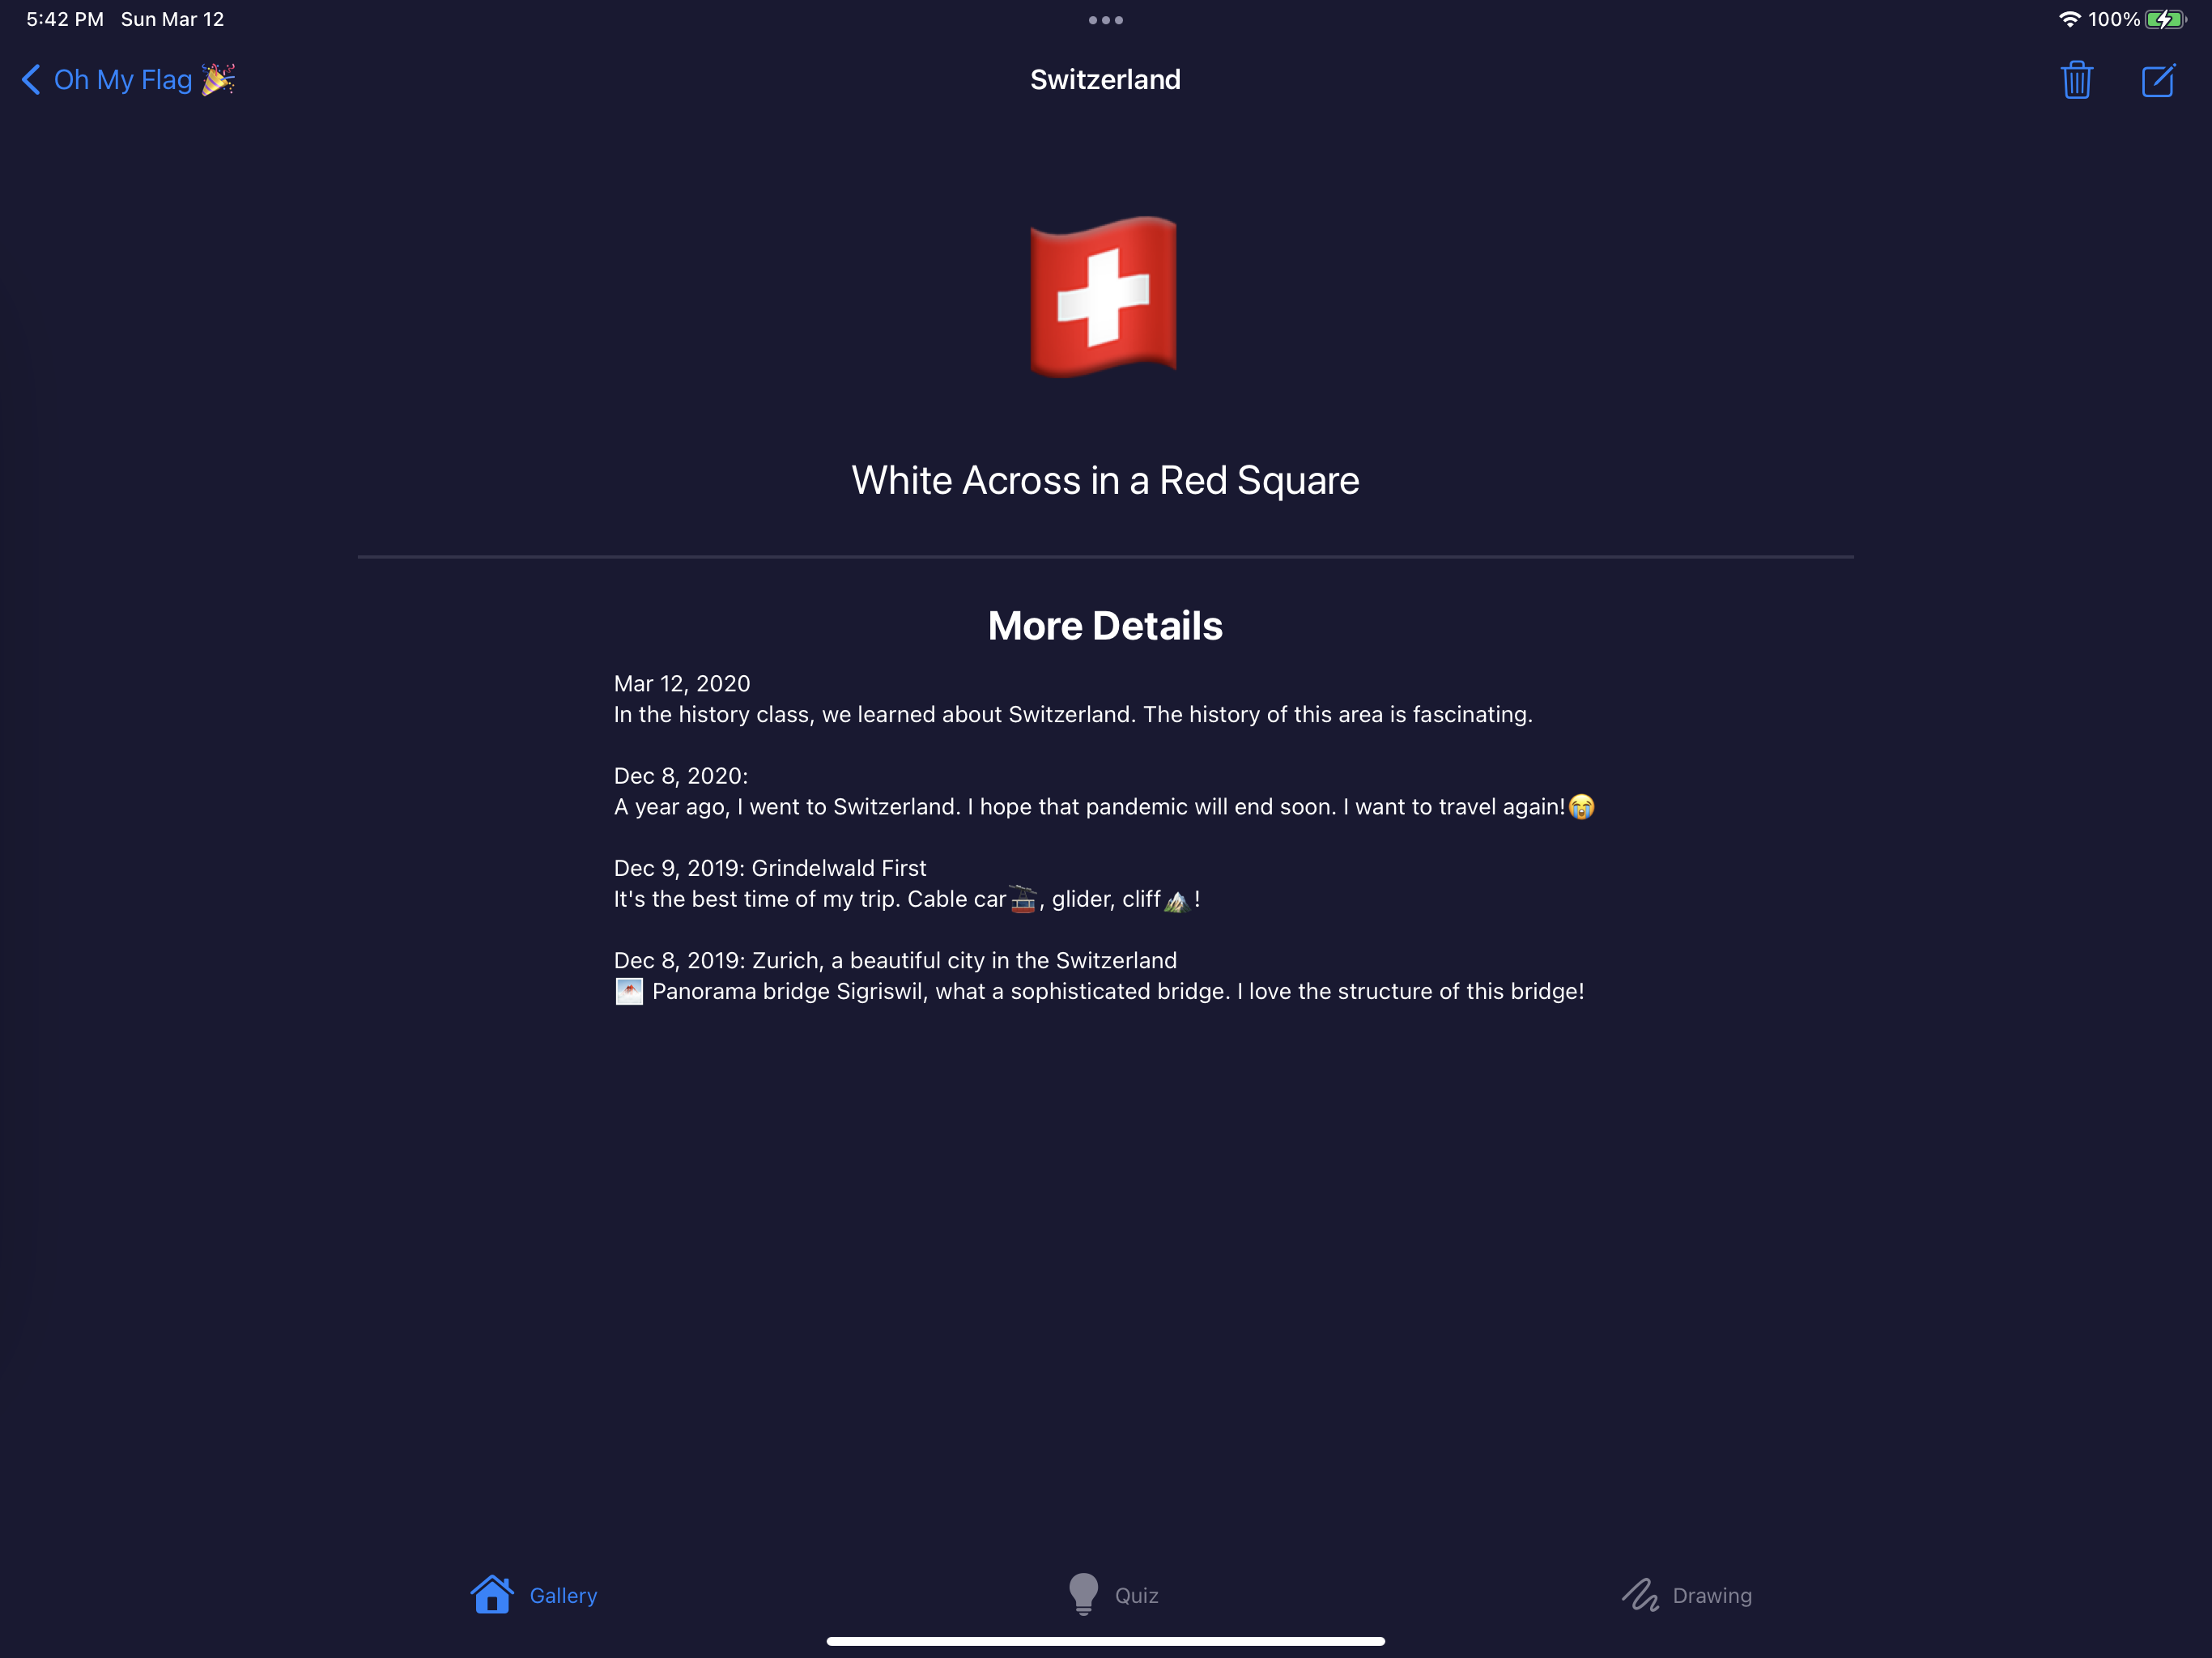 5:42 PM Sun Mar 12
100%
Oh My Flag 🎉
Switzerland
White Across in a Red Square
More Details
Mar 12, 2020
In the history class, we learned about Switzerland. The history of this area is fascinating.
Dec 8, 2020:
A year ago, I went to Switzerland. I hope that pandemic will end soon. I want to travel again!😭
Dec 9, 2019: Grindelwald First
It's the best time of my trip. Cable car🚡, glider, cliff🏔!
Dec 8, 2019: Zurich, a beautiful city in the Switzerland
🌁 Panorama bridge Sigriswil, what a sophisticated bridge. I love the structure of this bridge!
Gallery
Quiz
Drawing